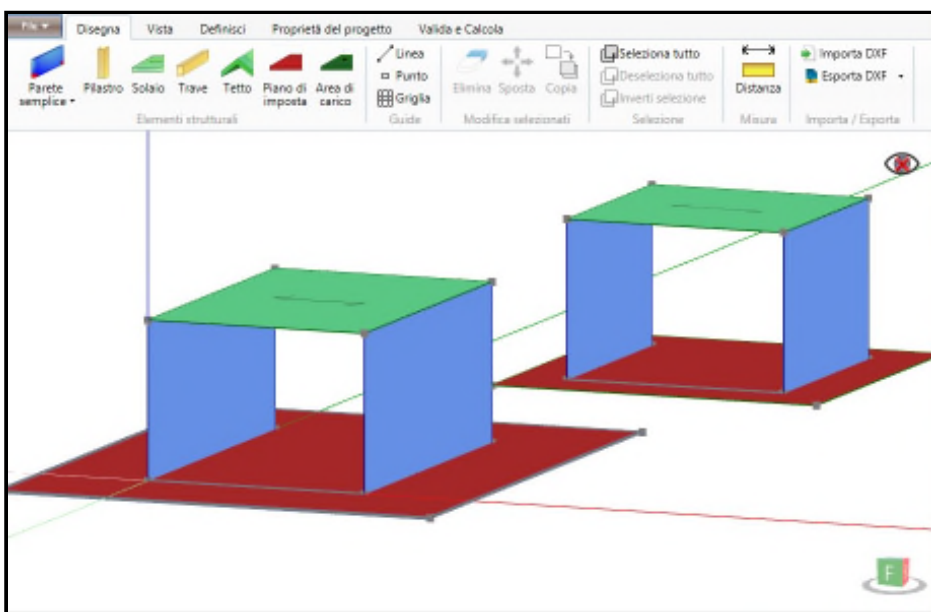 File Disegna Vista Definisci Proprietà del progetto Valida e Calcola
Parete semplice Pilastro Solaio Trave Tetto Piano di imposta Area di carico
Linea
Punto
Griglia
Elimina Sposta Copia
Seleziona tutto
Deseleziona tutto
Inverti selezione
Distanza
Importa DXF
Esporta DXF
Elementi strutturali Guide Modifica selezionati Selezione Misura Importa / Esporta
F